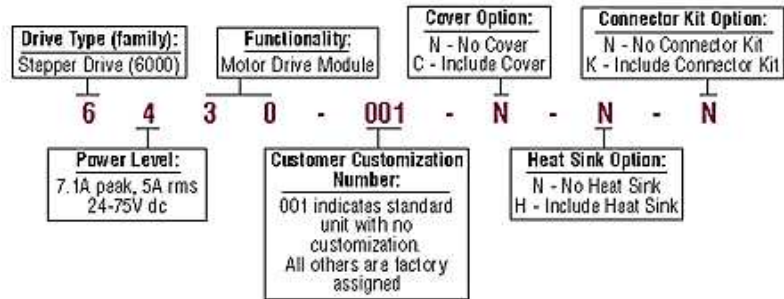 Drive Type (family):
Stepper Drive (6000)
Functionality:
Motor Drive Module
Cover Option:
N - No Cover
C - Include Cover
Connector Kit Option:
N - No Connector Kit
K - Include Connector Kit
6 4 3 0 - 001 - N - N - N
Power Level:
7.1A peak, 5A rms
24-75V dc
Customer Customization
Number:
001 indicates standard
unit with no
customization.
All others are factory
assigned
Heat Sink Option:
N - No Heat Sink
H - Include Heat Sink